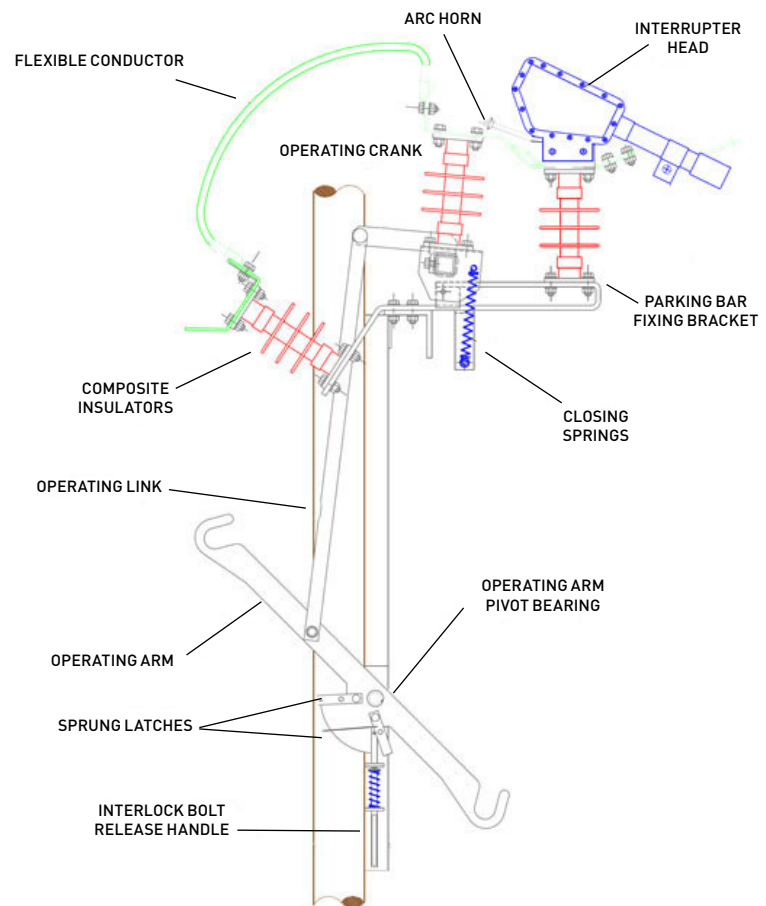 ARC HORN
INTERRUPTER
HEAD
FLEXIBLE CONDUCTOR
OPERATING CRANK
PARKING BAR
FIXING BRACKET
COMPOSITE
INSULATORS
CLOSING
SPRINGS
OPERATING LINK
OPERATING ARM
PIVOT BEARING
OPERATING ARM
SPRUNG LATCHES
INTERLOCK BOLT
RELEASE HANDLE